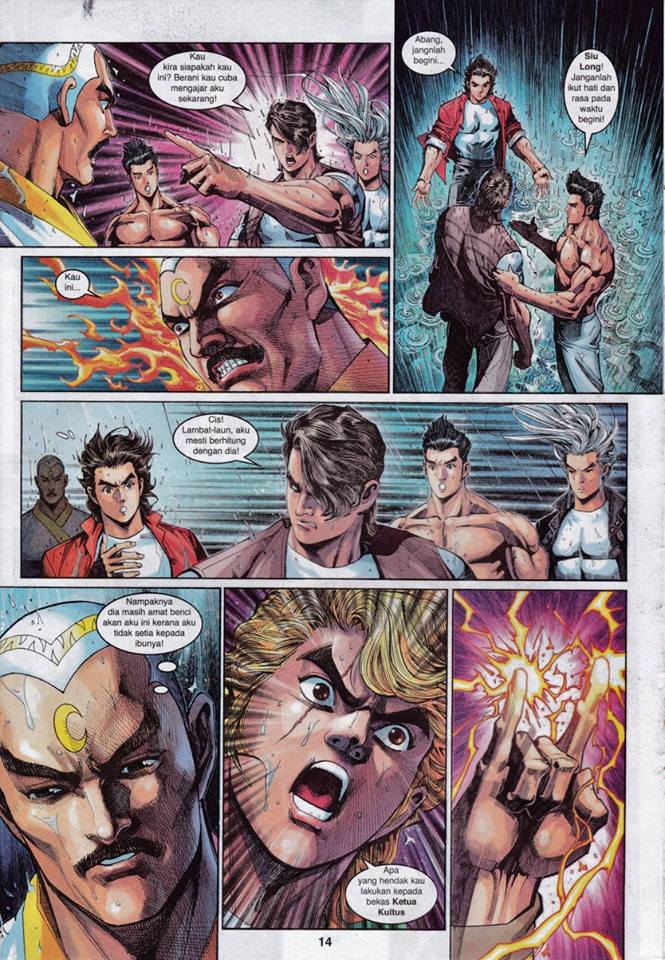 Kau
kira siapakah kau
ini? Berani kau cuba
mengajar aku
sekarang!
Abang,
jangnlah
begini...
Siu
Long!
Janganlah
ikut hati dan
rasa pada
waktu
begini!
Kau
ini...
Cis!
Lambat-laun, aku
mesti berhitung
dengan dia!
Nampaknya
dia masih amat benci
akan aku ini kerana aku
tidak setia kepada
ibunya!
Apa
yang hendak kau
lakukan kepada
bekas Ketua
Kultus
14